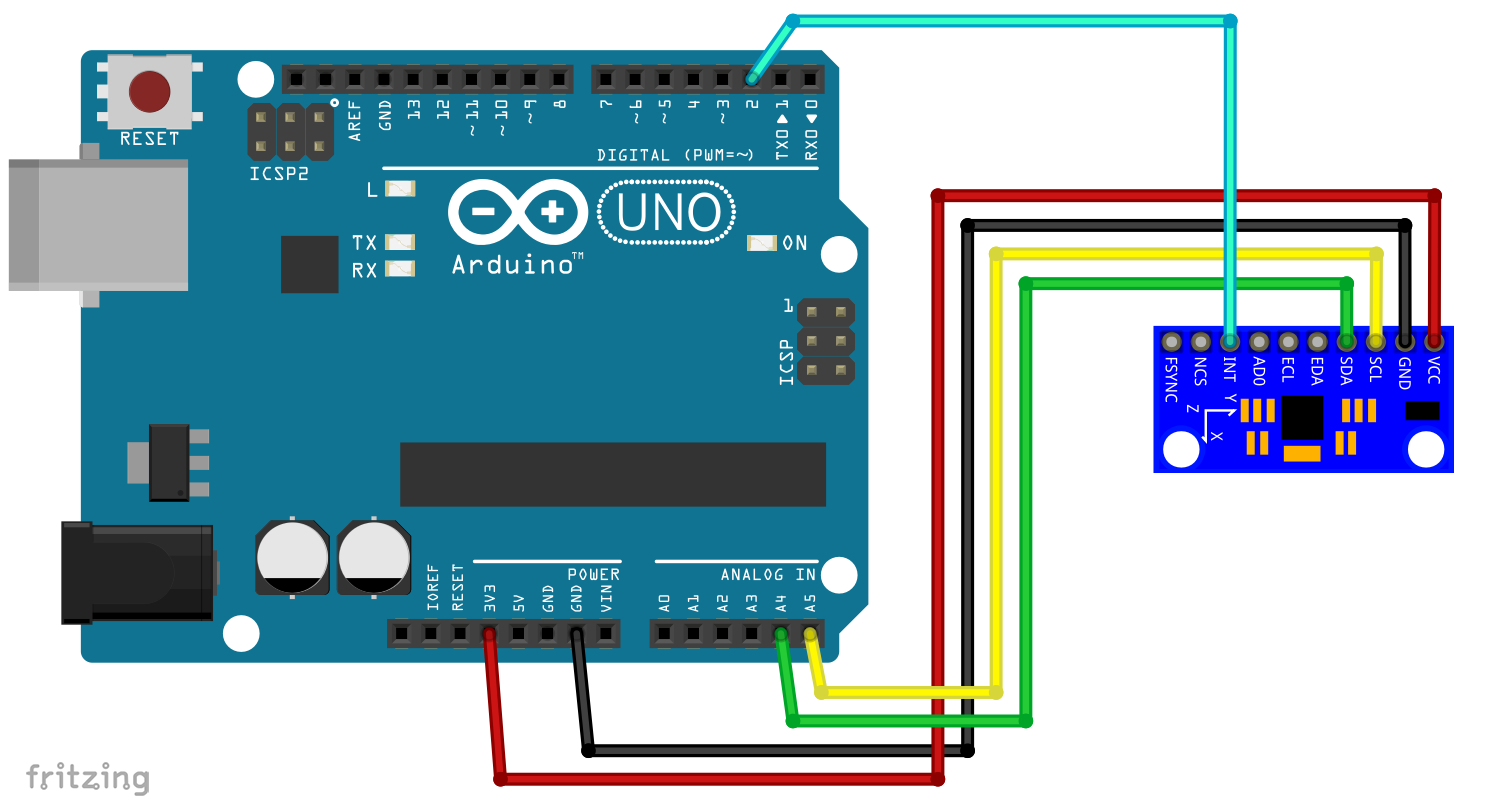 RESET
ICSP2
AREF
GND
13
12
~11
~10
~9
8
7
~6
~5
4
~3
2
TX0▶1
RX0◀0
DIGITAL (PWM=~)
L
TX
RX
Arduino™
UNO
ON
1
ICSP
FSYNC
NCS
INT
AD0
ECL
EDA
SDA
SCL
GND
VCC
Y
Z
X
POWER
ANALOG IN
IOREF
RESET
3V3
5V
GND
GND
VIN
A0
A1
A2
A3
A4
A5
fritzing